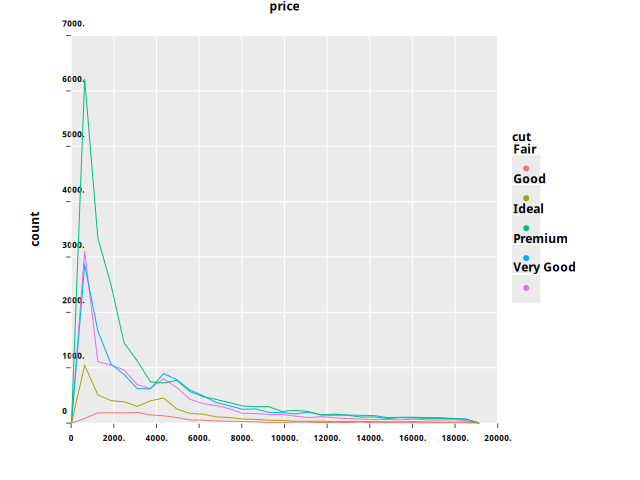 price
7000.
6000.
5000.
4000.
3000.
2000.
1000.
0
count
0
2000.
4000.
6000.
8000.
10000.
12000.
14000.
16000.
18000.
20000.
cut
Fair
Good
Ideal
Premium
Very Good